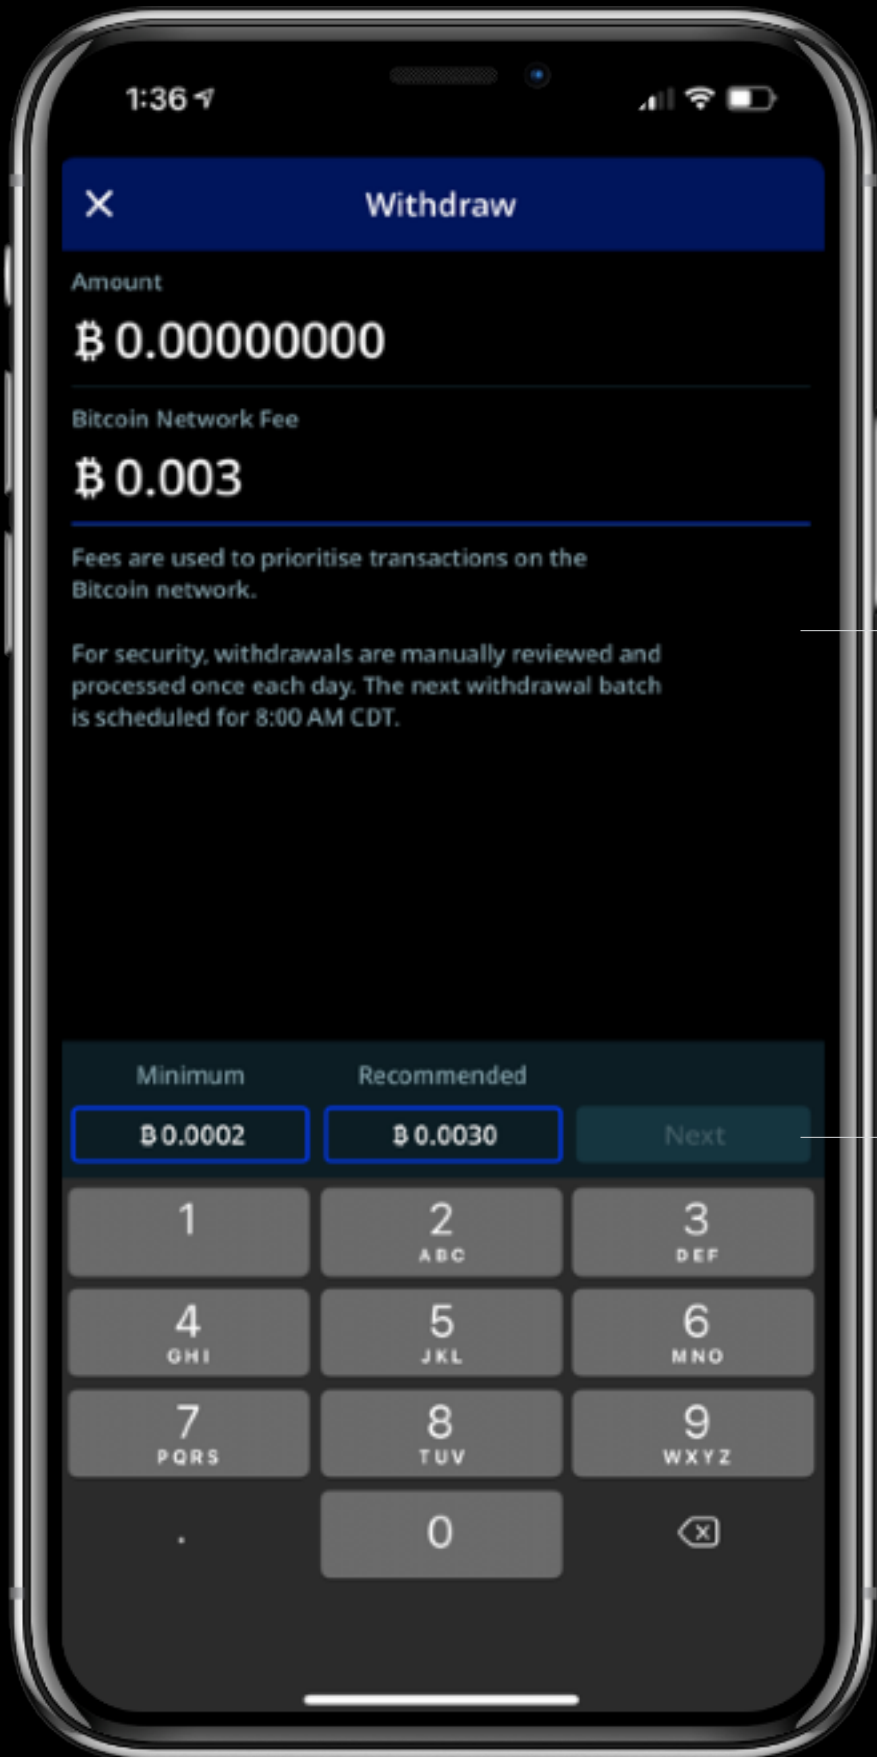 1:36
Withdraw
Amount
₿ 0.00000000
Bitcoin Network Fee
₿ 0.003
Fees are used to prioritise transactions on the
Bitcoin network.
For security, withdrawals are manually reviewed and
processed once each day. The next withdrawal batch
is scheduled for 8:00 AM CDT.
Minimum Recommended
₿ 0.0002 ₿ 0.0030 Next
1 2 3
ABC DEF
4 5 6
GHI JKL MNO
7 8 9
PQRS TUV WXYZ
. 0